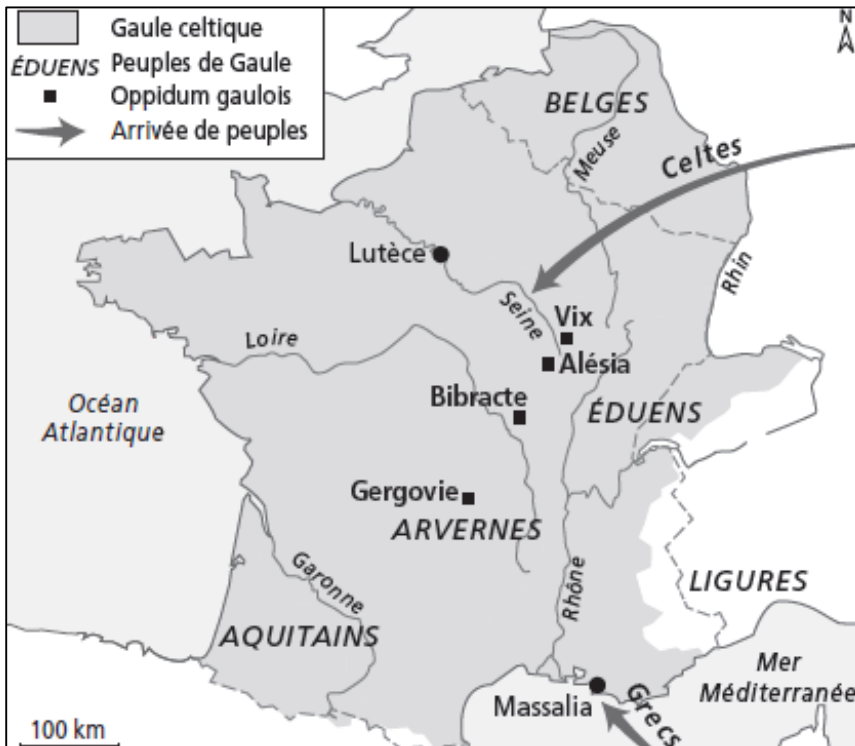 Gaule celtique
ÉDUENS Peuples de Gaule
Oppidum gaulois
Arrivée de peuples
N
BELGES
Meuse
Celtes
Lutèce
Rhin
Seine
Vix
Loire
Alésia
Bibracte
Océan
Atlantique
ÉDUENS
Gergovie
ARVERNES
Garonne
Rhône
LIGURES
AQUITAINS
Mer
Méditerranée
Massalia
Grecs
100 km